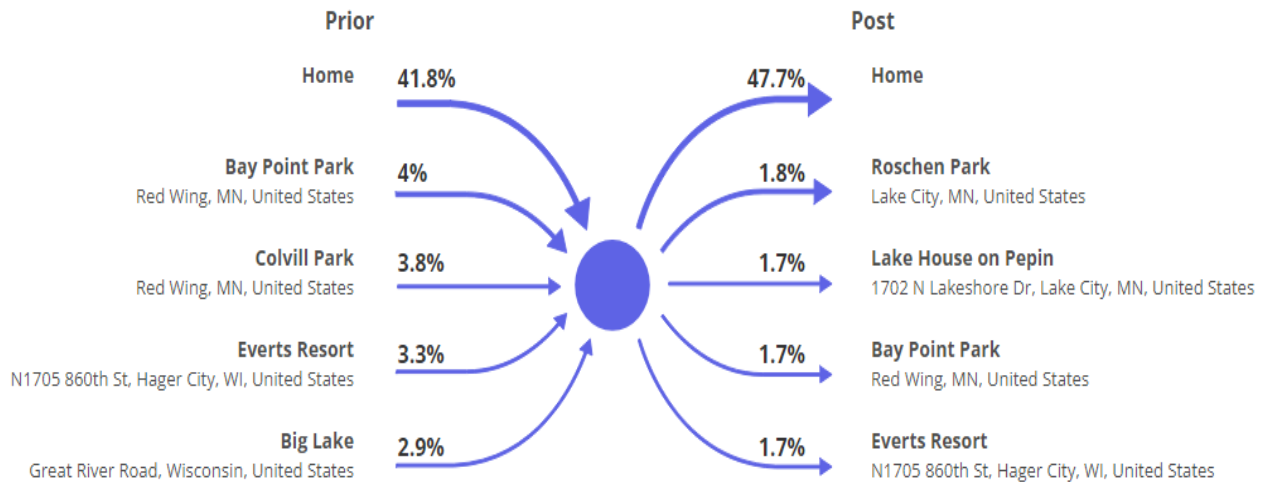 Prior
Post
Home
41.8%
47.7%
Home
Bay Point Park
Red Wing, MN, United States
4%
1.8%
Roschen Park
Lake City, MN, United States
Colvill Park
Red Wing, MN, United States
3.8%
1.7%
Lake House on Pepin
1702 N Lakeshore Dr, Lake City, MN, United States
Everts Resort
N1705 860th St, Hager City, WI, United States
3.3%
1.7%
Bay Point Park
Red Wing, MN, United States
Big Lake
Great River Road, Wisconsin, United States
2.9%
1.7%
Everts Resort
N1705 860th St, Hager City, WI, United States